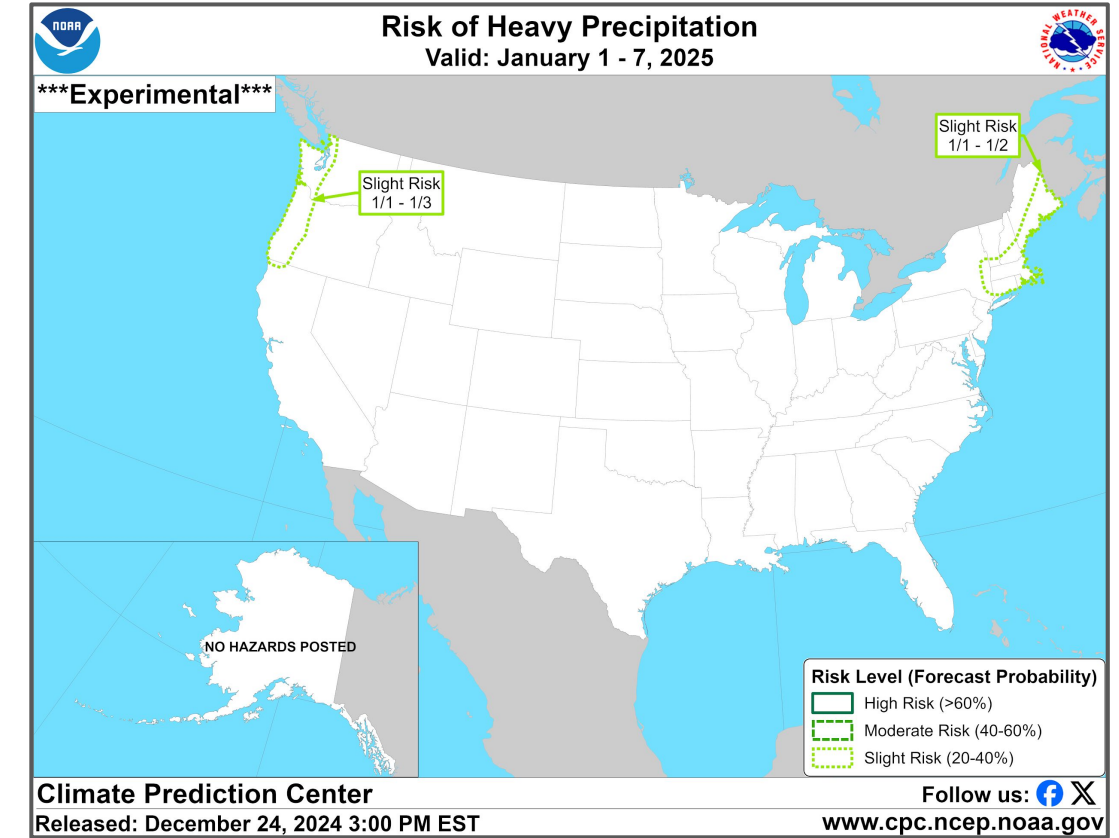 NOAA
Risk of Heavy Precipitation
Valid: January 1 - 7, 2025
NATIONAL WEATHER SERVICE
***Experimental***
Slight Risk
1/1 - 1/2
Slight Risk
1/1 - 1/3
NO HAZARDS POSTED
Risk Level (Forecast Probability)
High Risk (>60%)
Moderate Risk (40-60%)
Slight Risk (20-40%)
Climate Prediction Center
Follow us:
Released: December 24, 2024 3:00 PM EST
www.cpc.ncep.noaa.gov